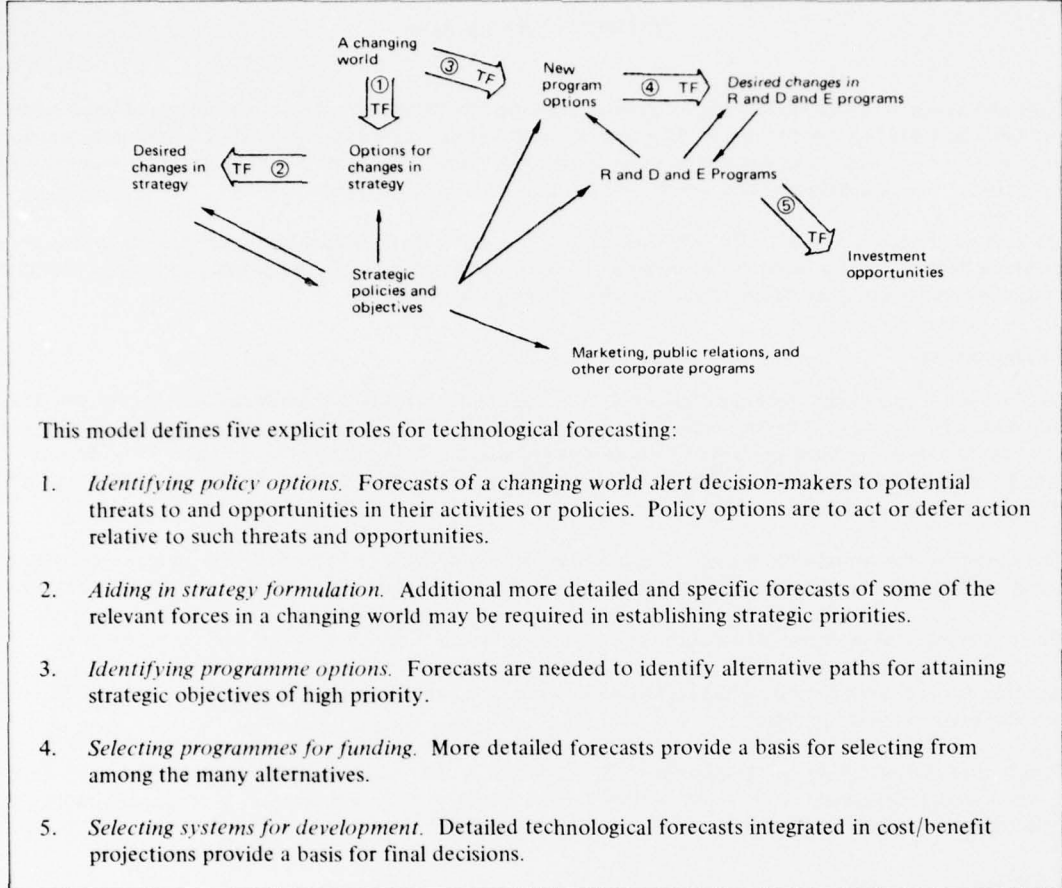 A changing
world
③ TF
①
TF
New
program
options
④ TF
Desired changes in
R and D and E programs
Desired
changes in
strategy
TF ②
Options for
changes in
strategy
R and D and E Programs
⑤
TF
Investment
opportunities
Strategic
policies and
objectives
Marketing, public relations, and
other corporate programs
This model defines five explicit roles for technological forecasting:
1. Identifying policy options. Forecasts of a changing world alert decision-makers to potential
threats to and opportunities in their activities or policies. Policy options are to act or defer action
relative to such threats and opportunities.
2. Aiding in strategy formulation. Additional more detailed and specific forecasts of some of the
relevant forces in a changing world may be required in establishing strategic priorities.
3. Identifying programme options. Forecasts are needed to identify alternative paths for attaining
strategic objectives of high priority.
4. Selecting programmes for funding. More detailed forecasts provide a basis for selecting from
among the many alternatives.
5. Selecting systems for development. Detailed technological forecasts integrated in cost/benefit
projections provide a basis for final decisions.